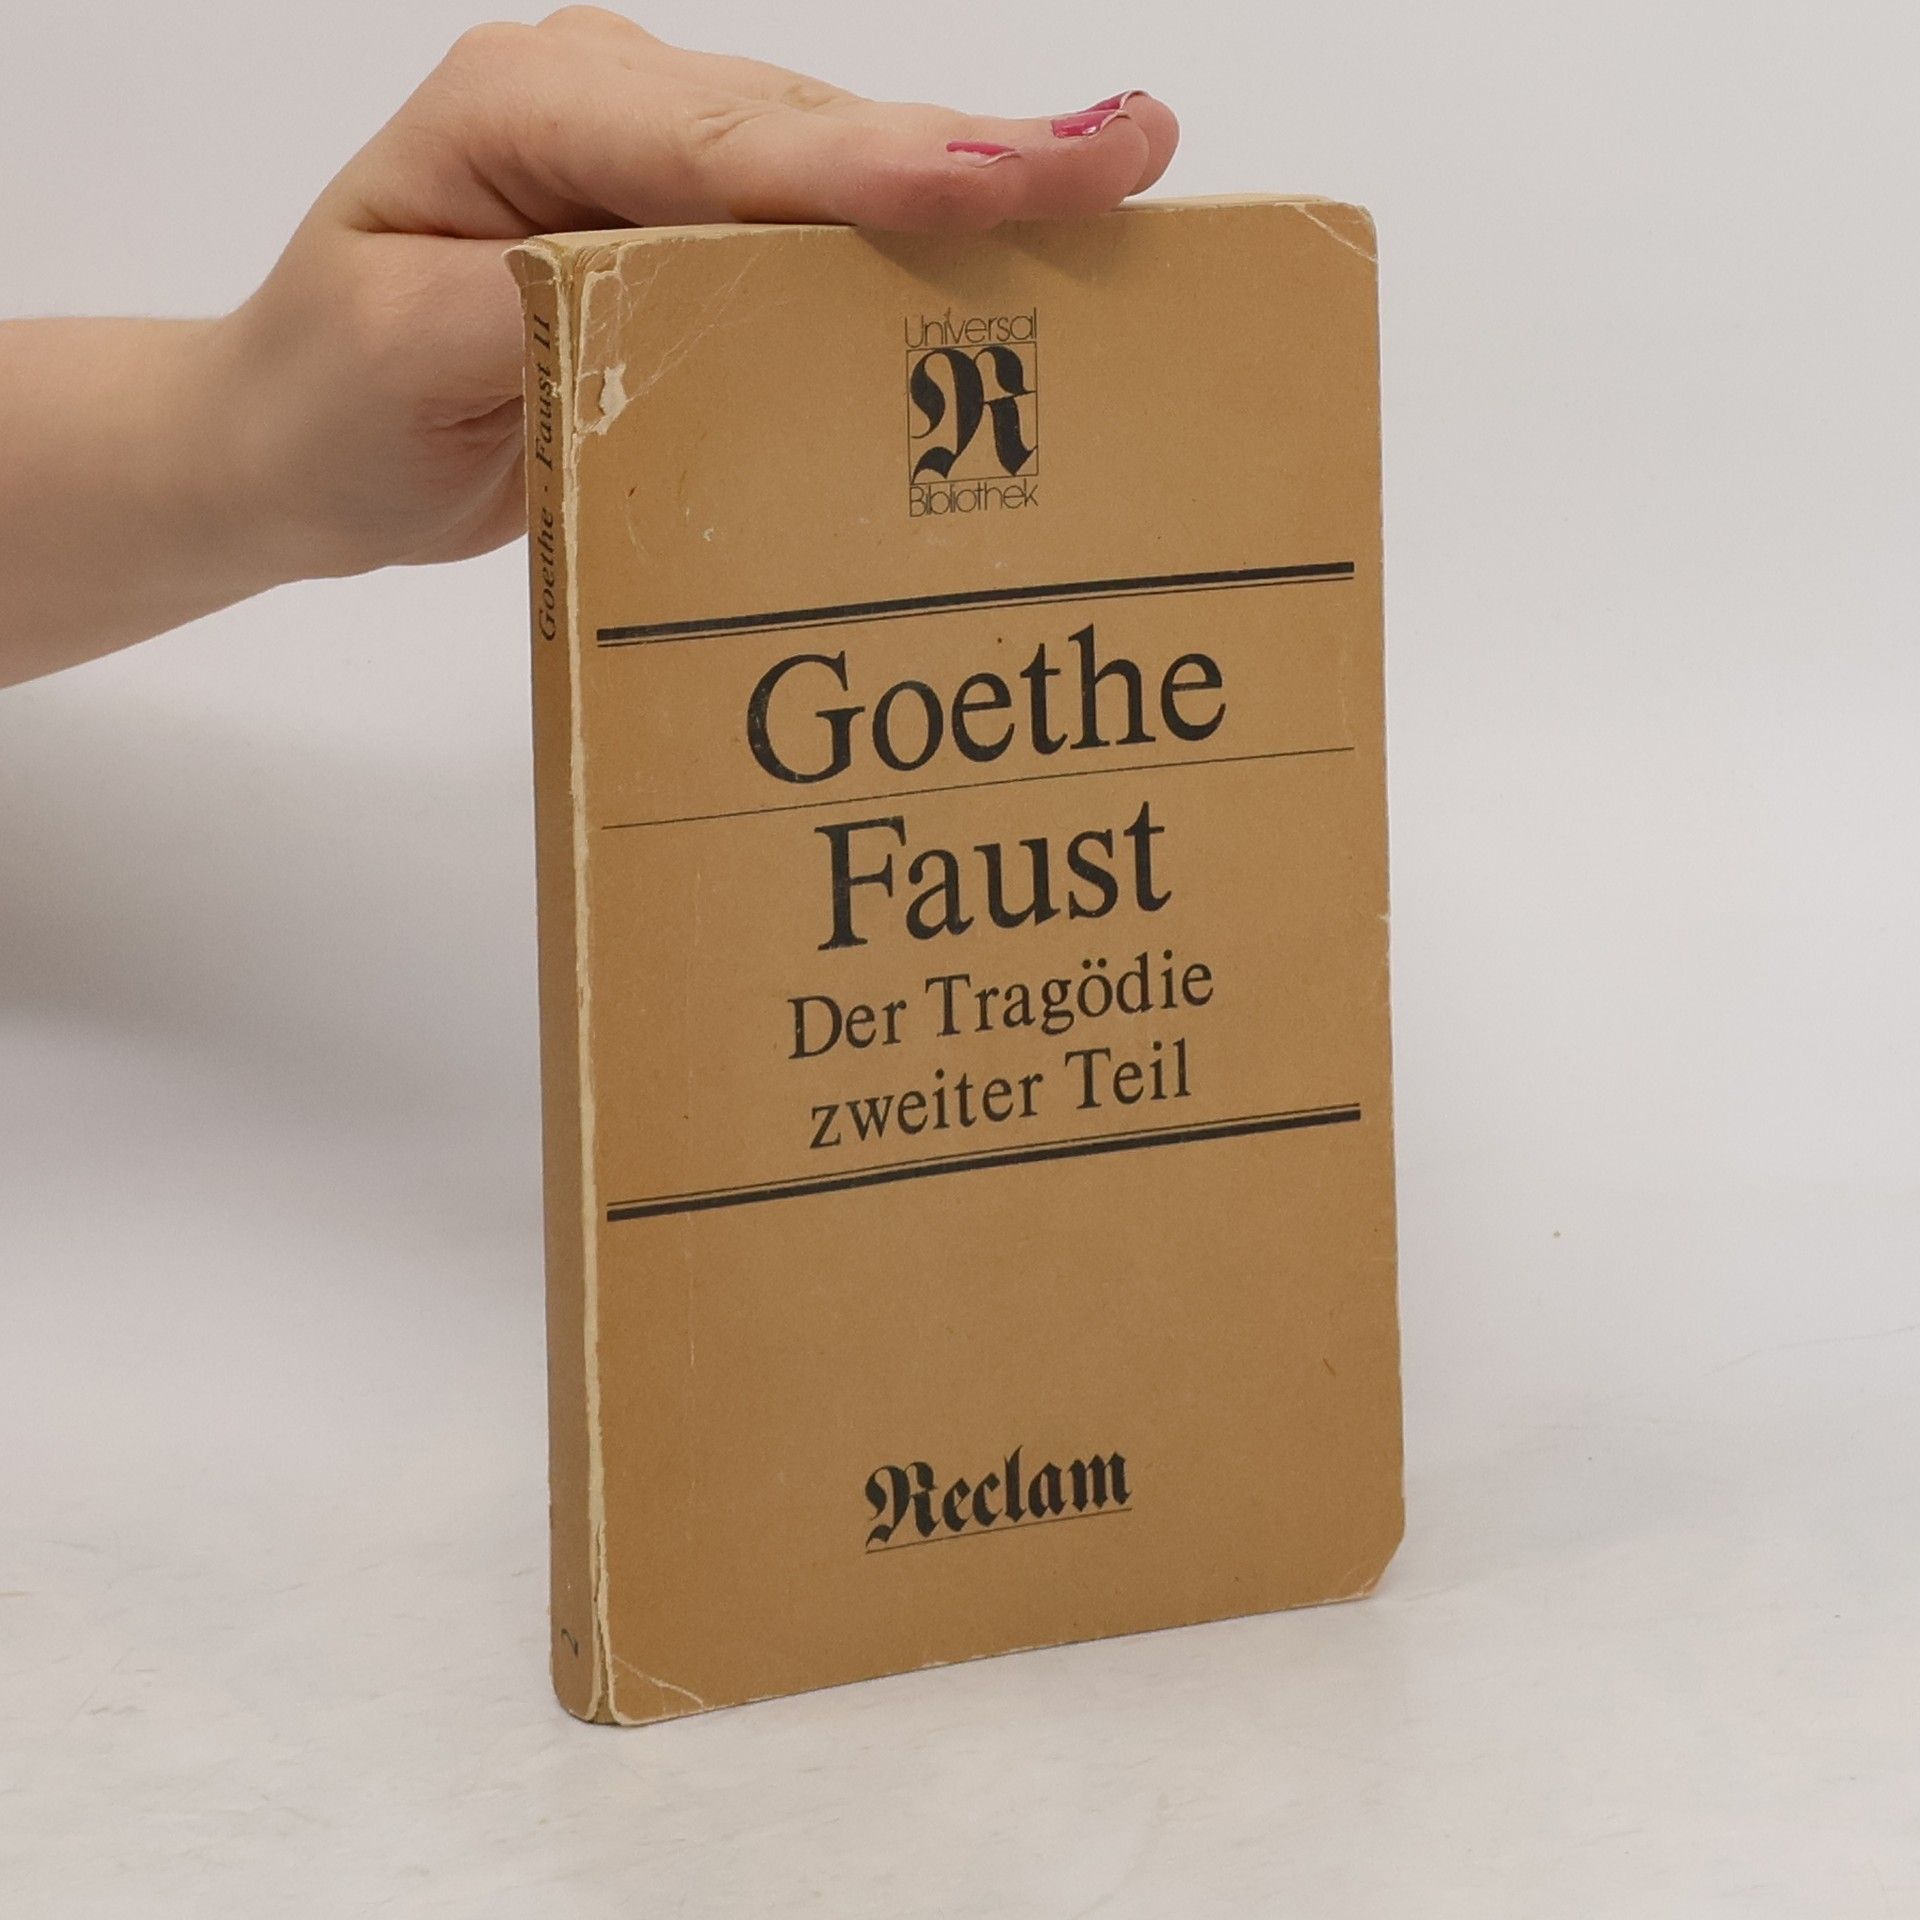 Goethe · Faust II
2
Universal
R
Bibliothek
Goethe
Faust
Der Tragödie
zweiter Teil
Reclam